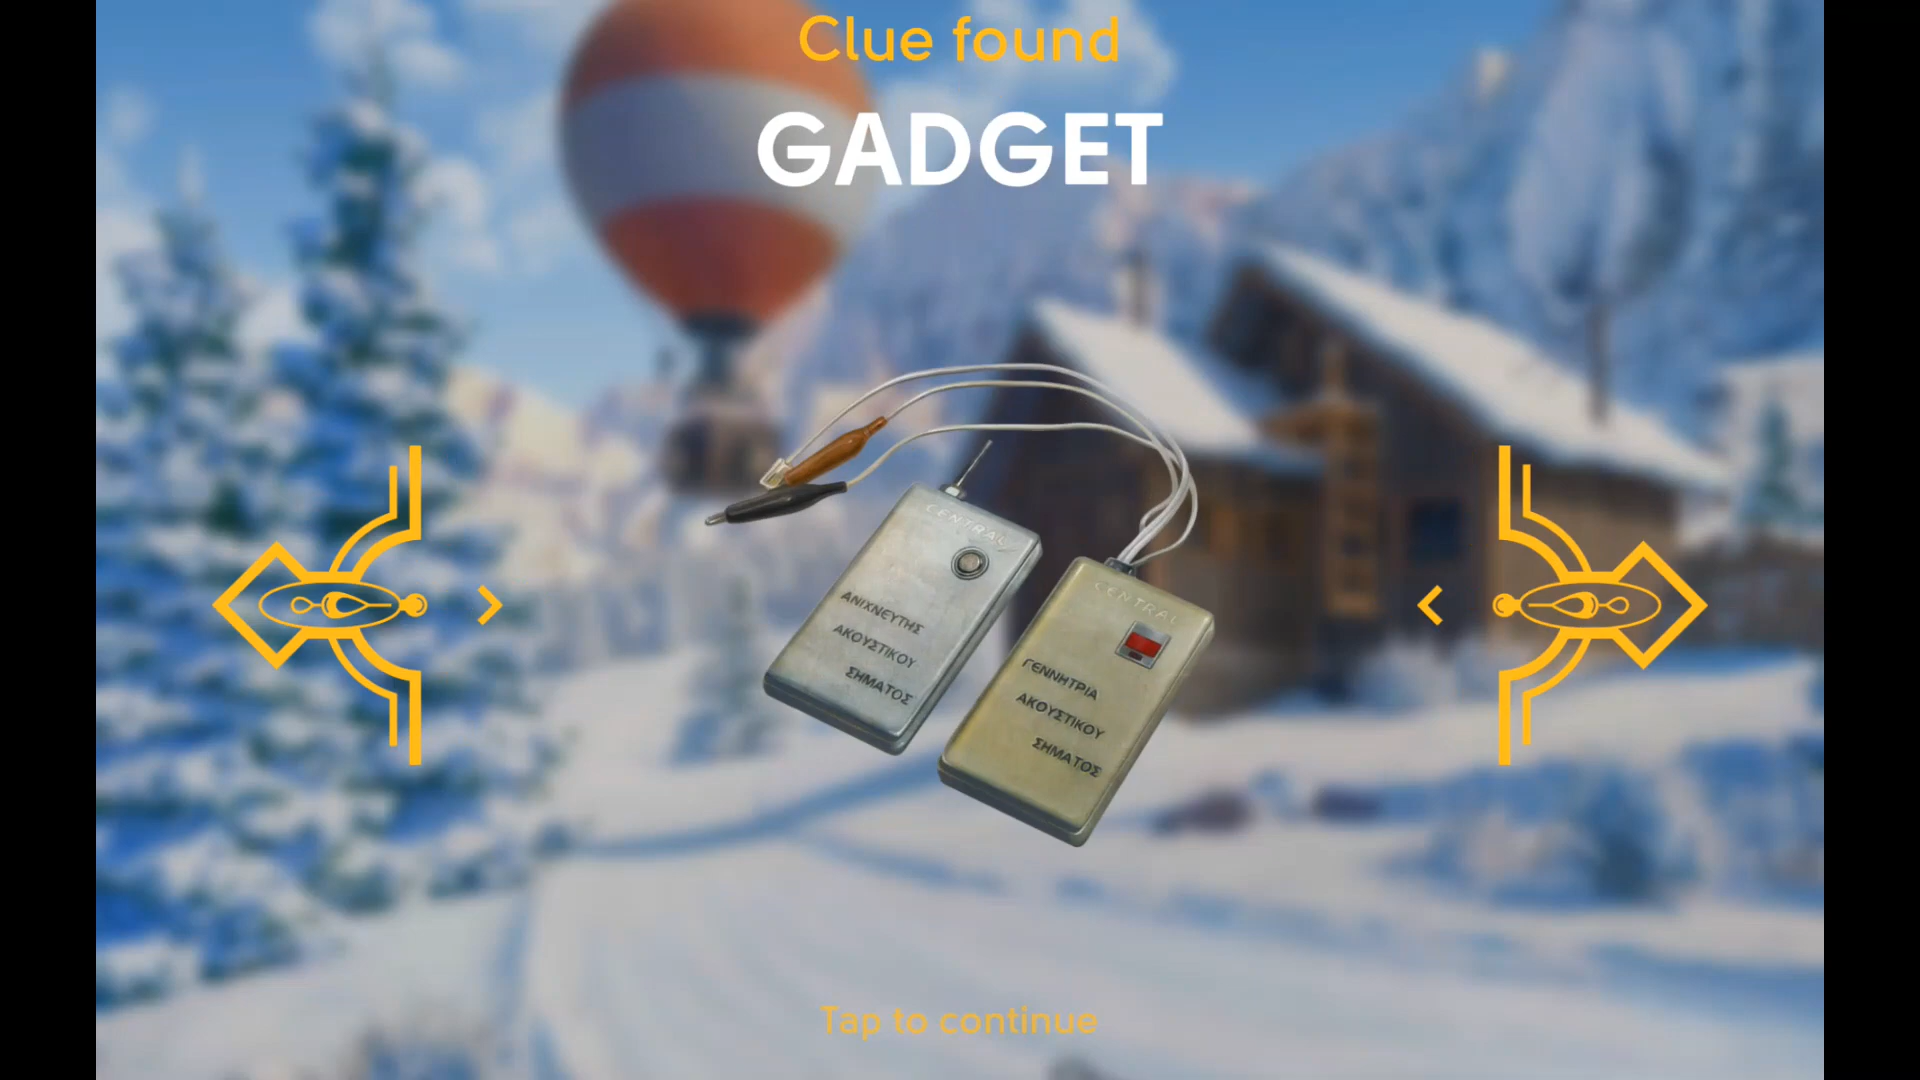 Clue found
GADGET
CENTRAL
ΑΝΙΧΝΕΥΤΗΣ
ΑΚΟΥΣΤΙΚΟΥ
ΣΗΜΑΤΟΣ
CENTRAL
ΓΕΝΝΗΤΡΙΑ
ΑΚΟΥΣΤΙΚΟΥ
ΣΗΜΑΤΟΣ
Tap to continue